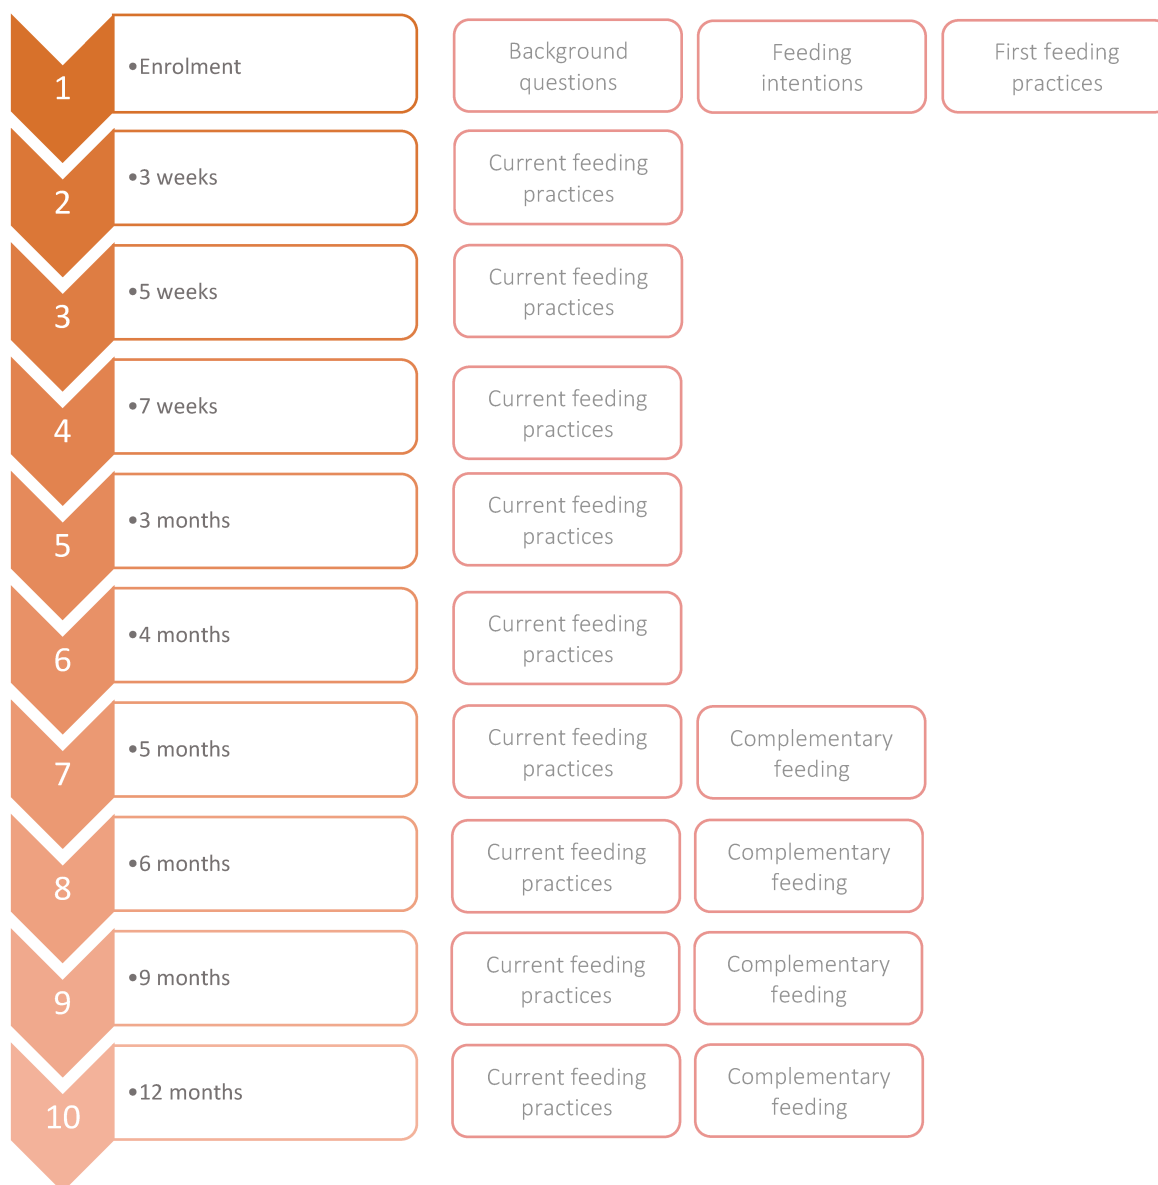 1
•Enrolment
Background
questions
Feeding
intentions
First feeding
practices
2
•3 weeks
Current feeding
practices
3
•5 weeks
Current feeding
practices
4
•7 weeks
Current feeding
practices
5
•3 months
Current feeding
practices
6
•4 months
Current feeding
practices
7
•5 months
Current feeding
practices
Complementary
feeding
8
•6 months
Current feeding
practices
Complementary
feeding
9
•9 months
Current feeding
practices
Complementary
feeding
10
•12 months
Current feeding
practices
Complementary
feeding